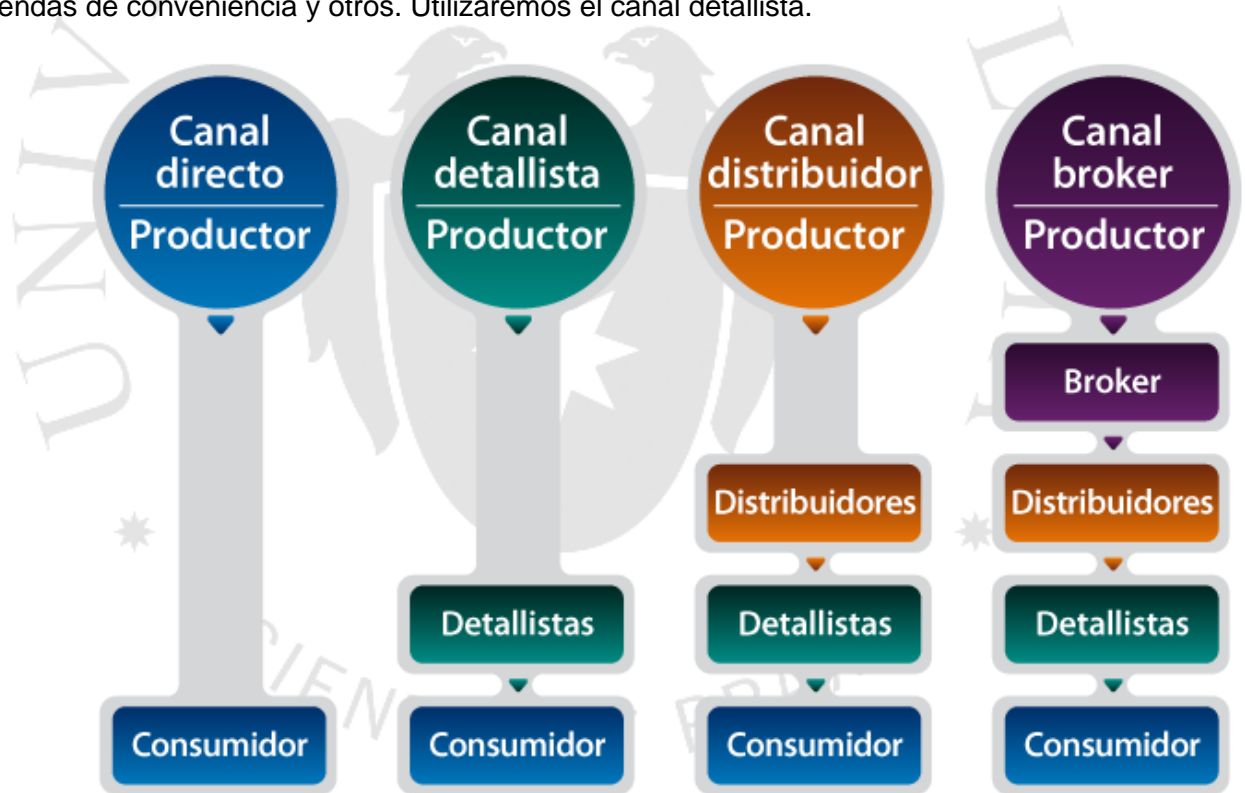 endas de conveniencia y otros. Utilizaremos el canal detallista.
Canal
directo
Productor
Consumidor
Canal
detallista
Productor
Detallistas
Consumidor
Canal
distribuidor
Productor
Distribuidores
Detallistas
Consumidor
Canal
broker
Productor
Broker
Distribuidores
Detallistas
Consumidor